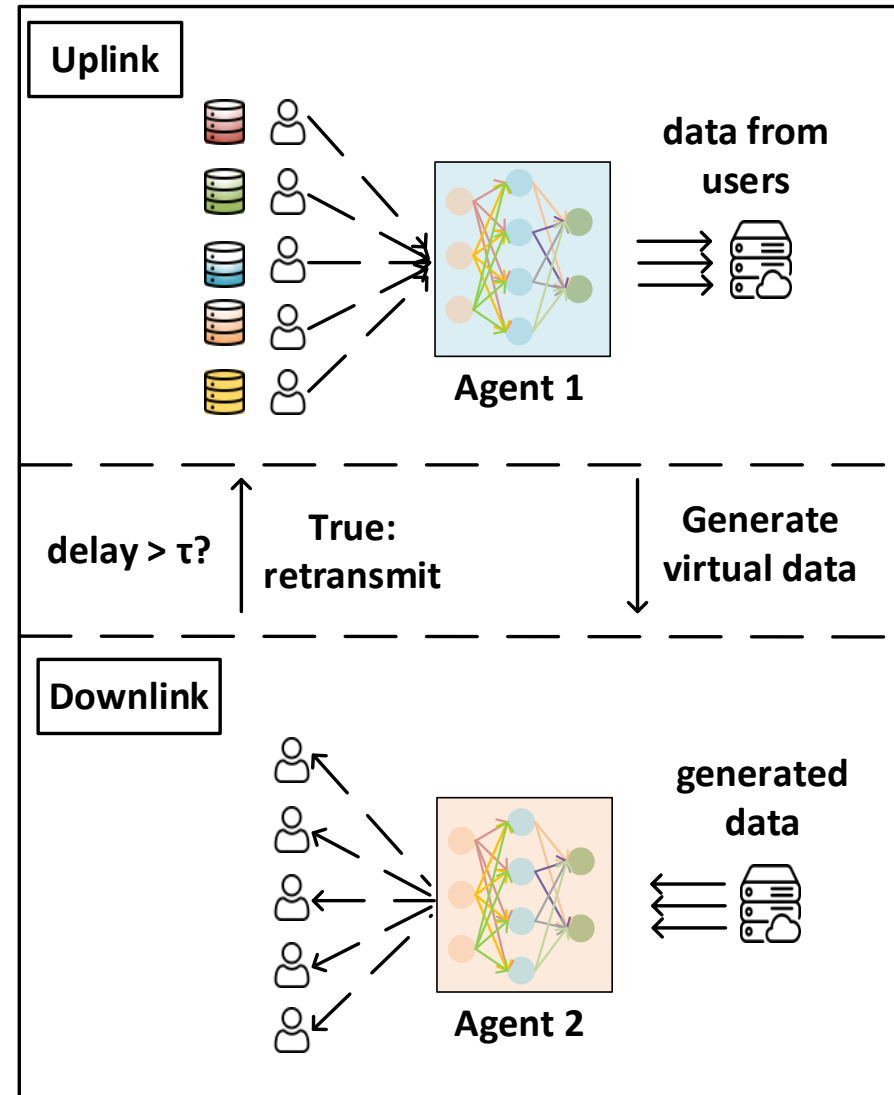 Uplink
data from
users
Agent 1
delay > τ?
True:
retransmit
Generate
virtual data
Downlink
generated
data
Agent 2